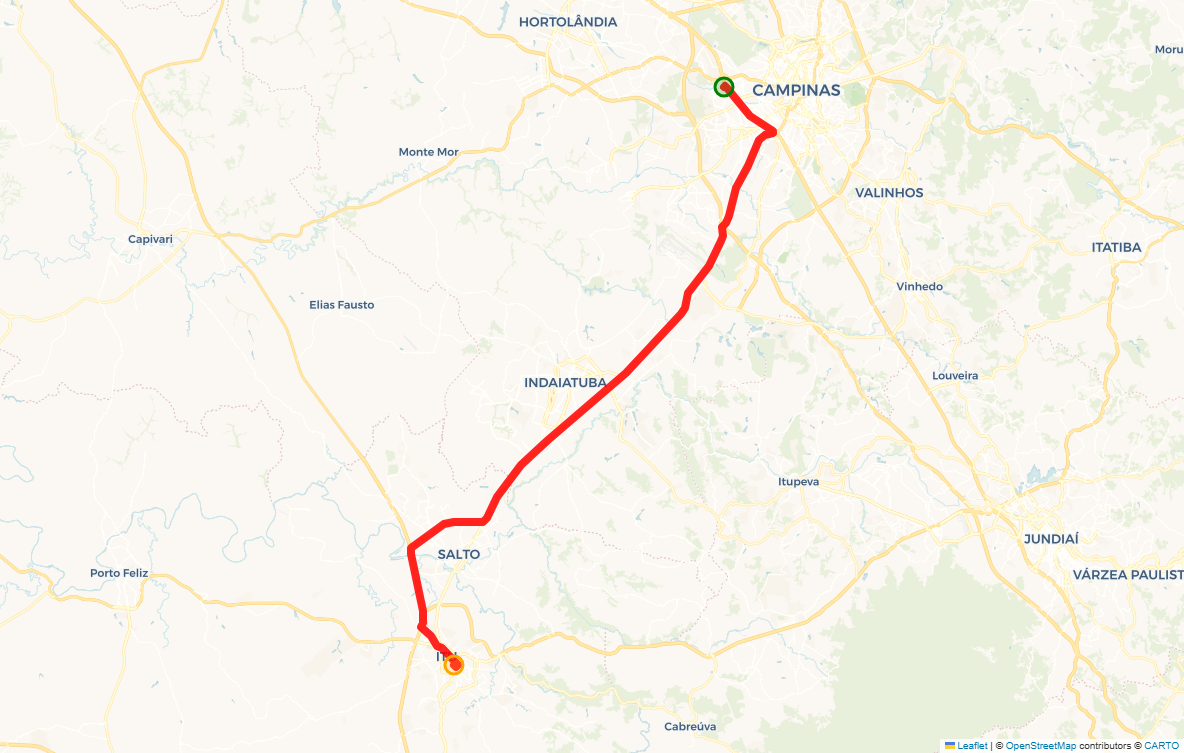 HORTOLÂNDIA
Moru
CAMPINAS
Monte Mor
VALINHOS
Capivari
ITATIBA
Vinhedo
Elias Fausto
Louveira
INDAIATUBA
Itupeva
JUNDIAÍ
SALTO
Porto Feliz
VÁRZEA PAULIST
Cabreúva
Leaflet | © OpenStreetMap contributors © CARTO